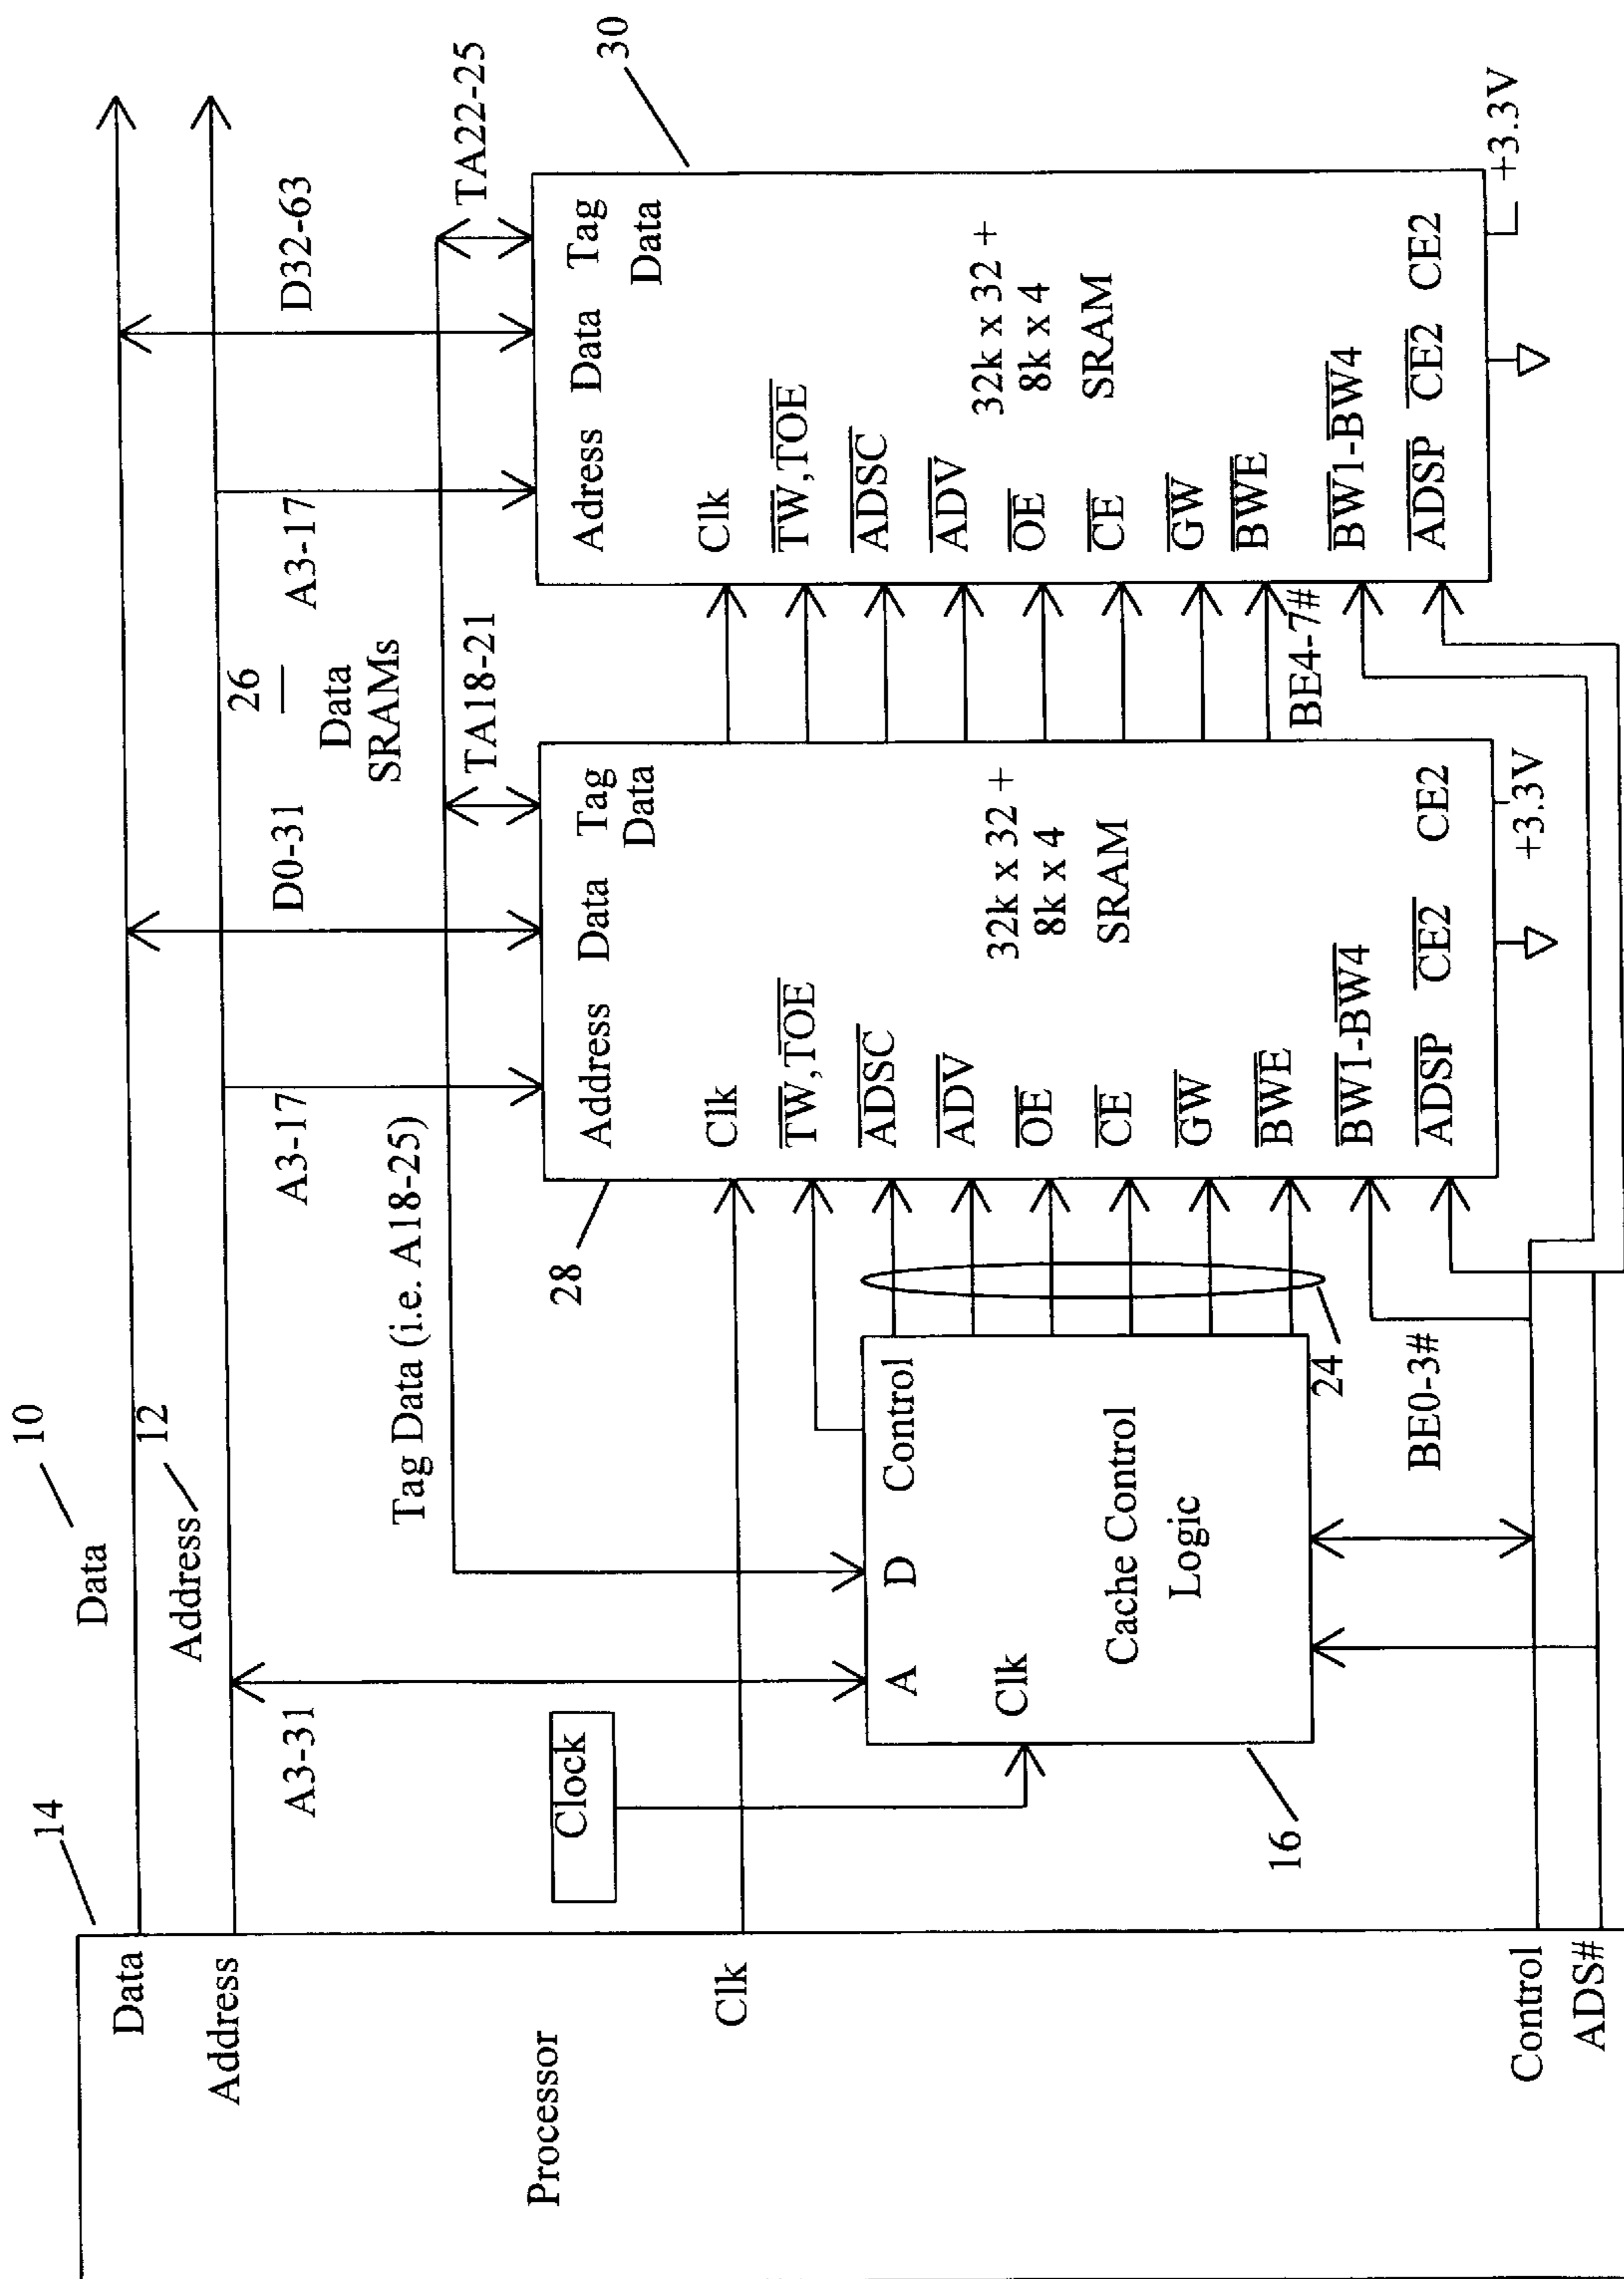 14
10
Data
12
Address
Data
Address
Processor
Clk
Control
ADS#
A3-31
Clock
Tag Data (i.e. A18-25)
A D Control
Clk
Cache Control
Logic
16
24
BE0-3#
A3-17
D0-31
TA18-21
28
Address Data Tag
Data
Clk
TW,TOE
ADSC
ADV
OE
CE
GW
BWE
BW1-BW4
ADSP CE2 CE2
32k x 32 +
8k x 4
SRAM
+3.3V
26
Data
SRAMs
A3-17
D32-63
TA22-25
30
BE4-7#
Adress Data Tag
Data
Clk
TW,TOE
ADSC
ADV
OE
CE
GW
BWE
BW1-BW4
ADSP CE2 CE2
32k x 32 +
8k x 4
SRAM
+3.3V